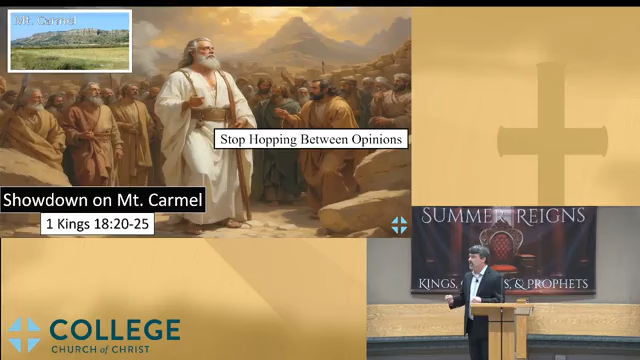 Mt. Carmel
Stop Hopping Between Opinions
Showdown on Mt. Carmel
1 Kings 18:20-25
SUMMER REIGNS
KINGS, & PROPHETS
COLLEGE
CHURCH of CHRIST